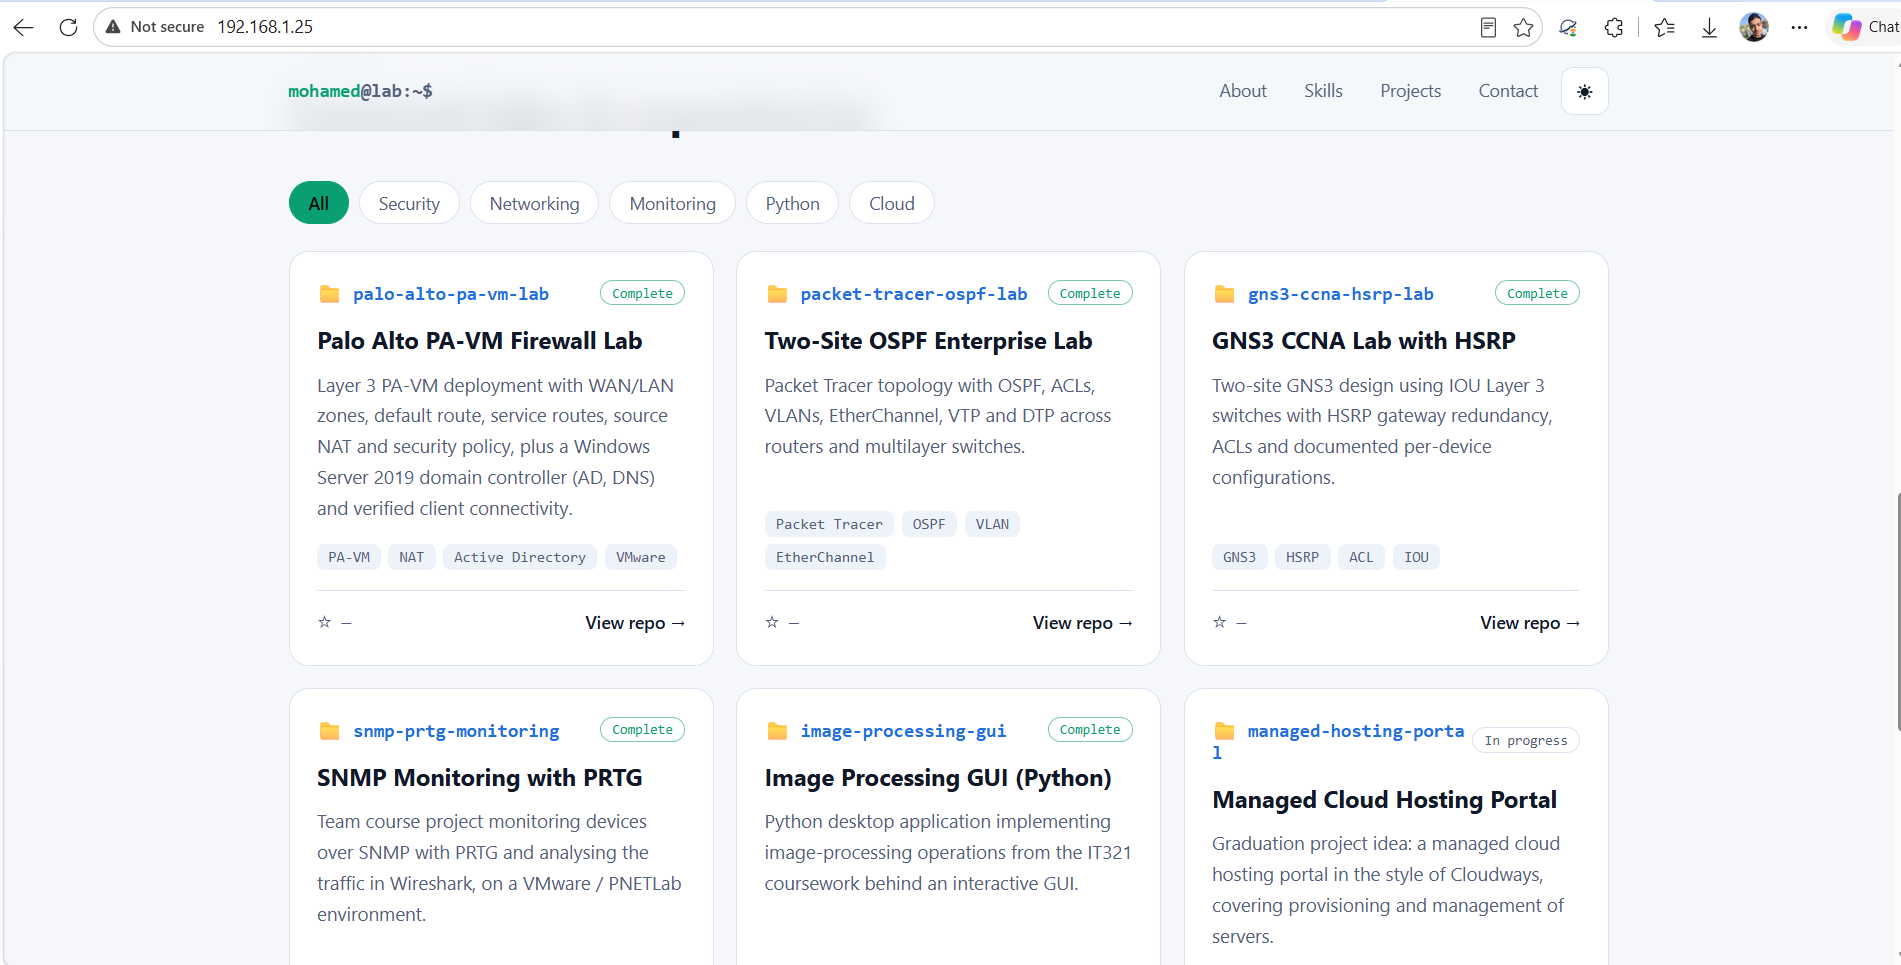 Not secure 192.168.1.25
Chat
mohamed@lab:~$
About Skills Projects Contact
All Security Networking Monitoring Python Cloud
palo-alto-pa-vm-lab Complete
Palo Alto PA-VM Firewall Lab
Layer 3 PA-VM deployment with WAN/LAN
zones, default route, service routes, source
NAT and security policy, plus a Windows
Server 2019 domain controller (AD, DNS)
and verified client connectivity.
PA-VM NAT Active Directory VMware
☆ — View repo →
packet-tracer-ospf-lab Complete
Two-Site OSPF Enterprise Lab
Packet Tracer topology with OSPF, ACLs,
VLANs, EtherChannel, VTP and DTP across
routers and multilayer switches.
Packet Tracer OSPF VLAN
EtherChannel
☆ — View repo →
gns3-ccna-hsrp-lab Complete
GNS3 CCNA Lab with HSRP
Two-site GNS3 design using IOU Layer 3
switches with HSRP gateway redundancy,
ACLs and documented per-device
configurations.
GNS3 HSRP ACL IOU
☆ — View repo →
snmp-prtg-monitoring Complete
SNMP Monitoring with PRTG
Team course project monitoring devices
over SNMP with PRTG and analysing the
traffic in Wireshark, on a VMware / PNETLab
environment.
image-processing-gui Complete
Image Processing GUI (Python)
Python desktop application implementing
image-processing operations from the IT321
coursework behind an interactive GUI.
managed-hosting-porta
l In progress
Managed Cloud Hosting Portal
Graduation project idea: a managed cloud
hosting portal in the style of Cloudways,
covering provisioning and management of
servers.